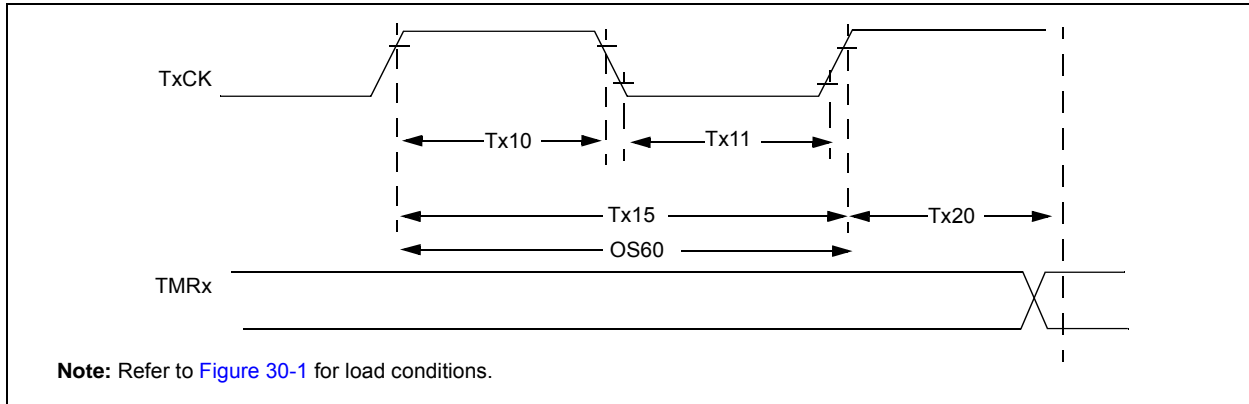 TxCK
Tx10
Tx11
Tx15
Tx20
OS60
TMRx
Note: Refer to Figure 30-1 for load conditions.